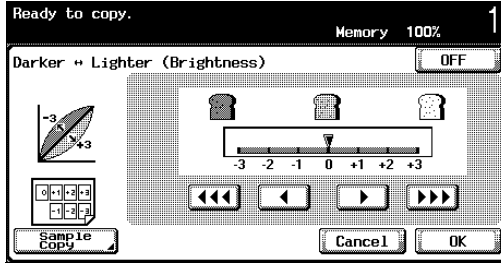 Ready to copy.
Memory 100% 1
Darker ↔ Lighter (Brightness) OFF
-3
+3
-3 -2 -1 0 +1 +2 +3
0 +1 +2 +3
-1 -2 -3
Sample Copy
Cancel OK